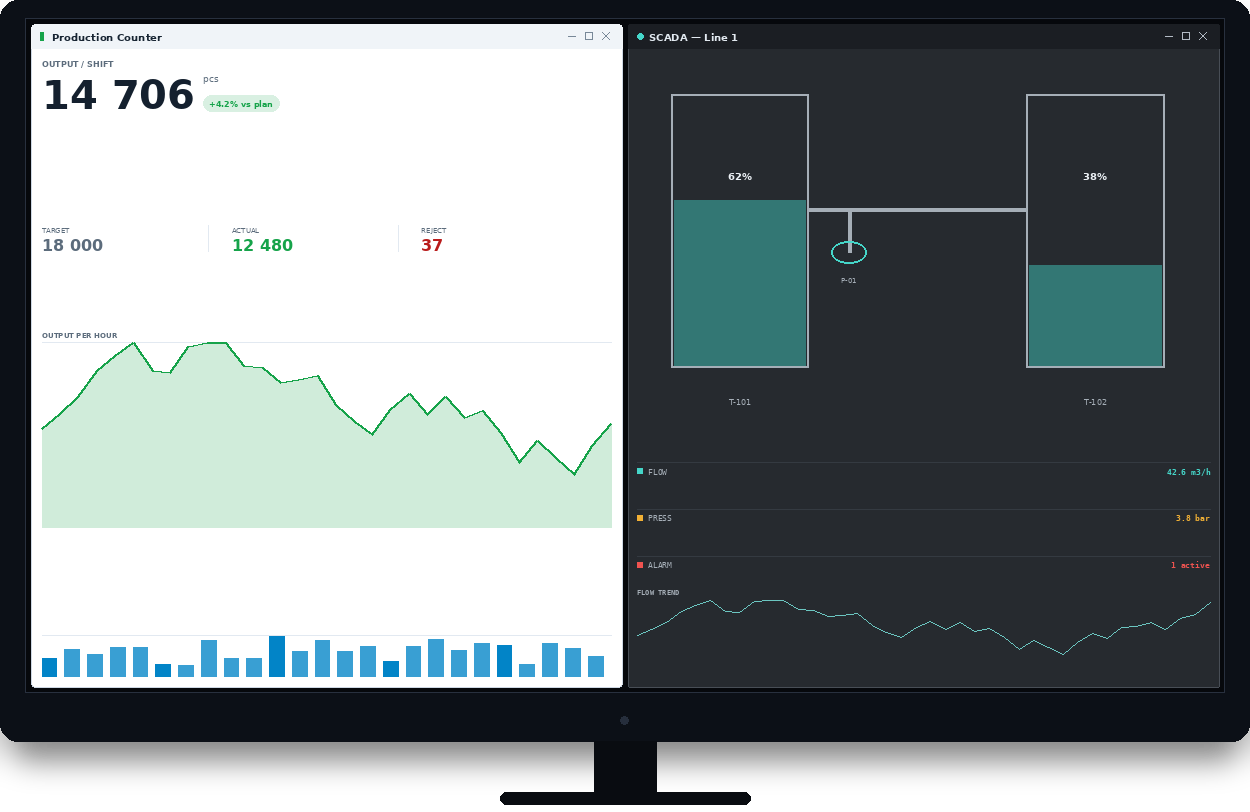 Production Counter
OUTPUT / SHIFT
14 706 pcs
+4.2% vs plan
TARGET ACTUAL REJECT
18 000 12 480 37
OUTPUT PER HOUR
SCADA — Line 1
62% 38%
P-01
T-101 T-102
FLOW 42.6 m3/h
PRESS 3.8 bar
ALARM 1 active
FLOW TREND